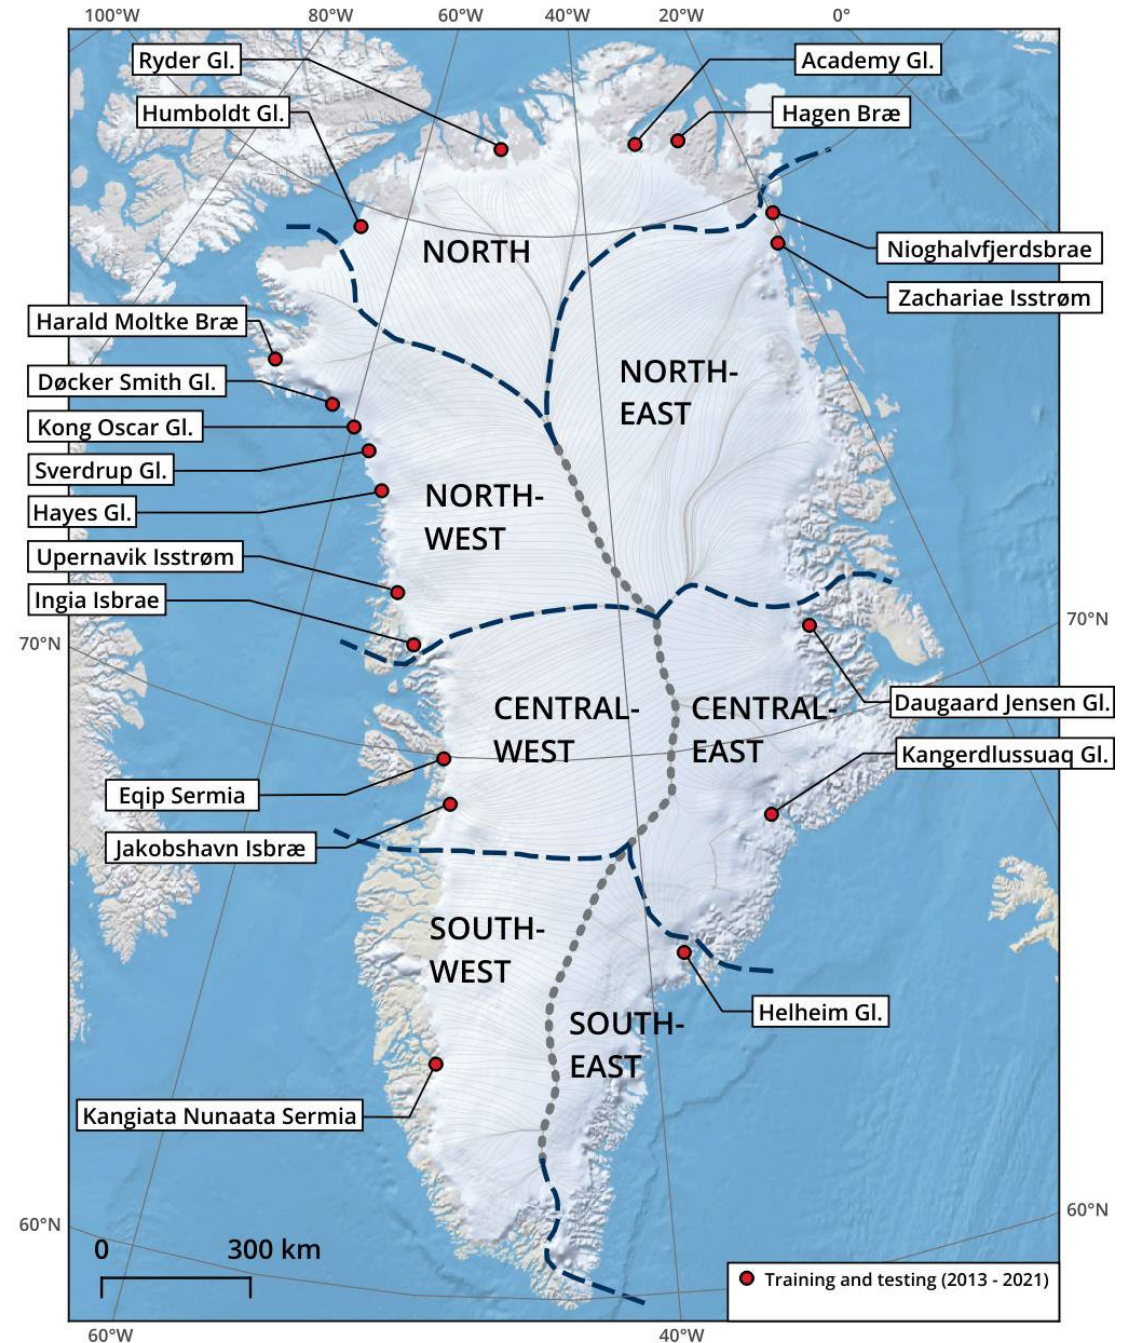 100°W
80°W
60°W
40°W
20°W
0°
Ryder Gl.
Academy Gl.
Humboldt Gl.
Hagen Bræ
NORTH
Nioghalvfjerdsbrae
Zachariae Isstrøm
Harald Moltke Bræ
Døcker Smith Gl.
NORTH-
EAST
Kong Oscar Gl.
Sverdrup Gl.
Hayes Gl.
NORTH-
WEST
Upernavik Isstrøm
Ingia Isbrae
70°N
70°N
CENTRAL-
WEST
CENTRAL-
EAST
Daugaard Jensen Gl.
Kangerdlussuaq Gl.
Eqip Sermia
Jakobshavn Isbræ
SOUTH-
WEST
Helheim Gl.
SOUTH-
EAST
Kangiata Nunaata Sermia
60°N
60°N
0
300 km
Training and testing (2013 - 2021)
60°W
40°W